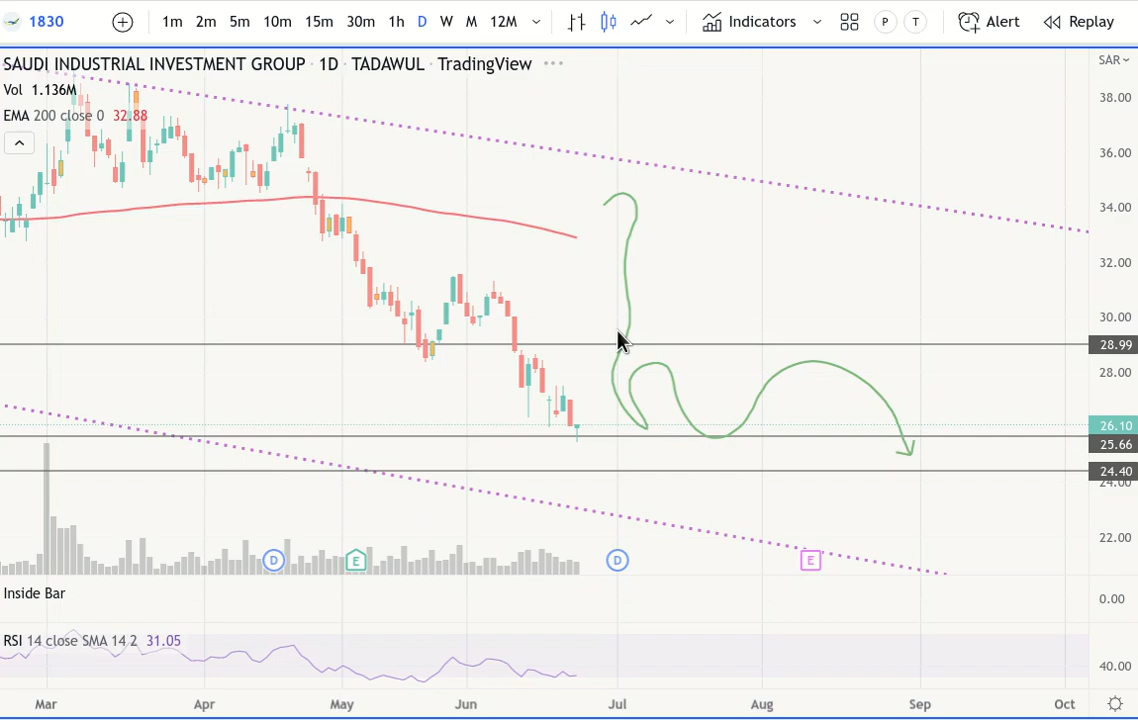 1830 1m 2m 5m 10m 15m 30m 1h D W M 12M Indicators P T Alert Replay
SAUDI INDUSTRIAL INVESTMENT GROUP · 1D · TADAWUL · TradingView SAR
Vol 1.136M
EMA 200 close 0 32.88
38.00
36.00
34.00
32.00
30.00
28.99
28.00
26.10
25.66
24.40
24.00
22.00
D E D E
Inside Bar
0.00
RSI 14 close SMA 14 2 31.05
40.00
Mar Apr May Jun Jul Aug Sep Oct